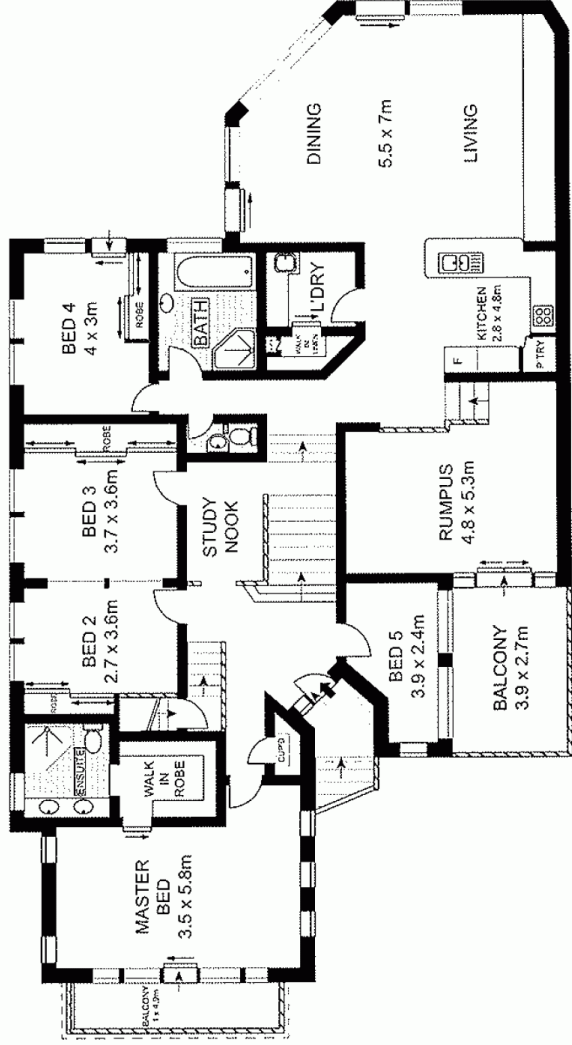 DINING
5.5 x 7m
LIVING
BED 4
4 x 3m
ROBE
BATH
L'DRY
WALK
IN
LINEN
KITCHEN
2.8 x 4.8m
F
P'TRY
BED 3
3.7 x 3.6m
ROBE
STUDY
NOOK
RUMPUS
4.8 x 5.3m
BED 2
2.7 x 3.6m
ROBE
BED 5
3.9 x 2.4m
BALCONY
3.9 x 2.7m
ENSUITE
WALK
IN
ROBE
CUP'D
MASTER
BED
3.5 x 5.8m
BALCONY
1 x 4.9m